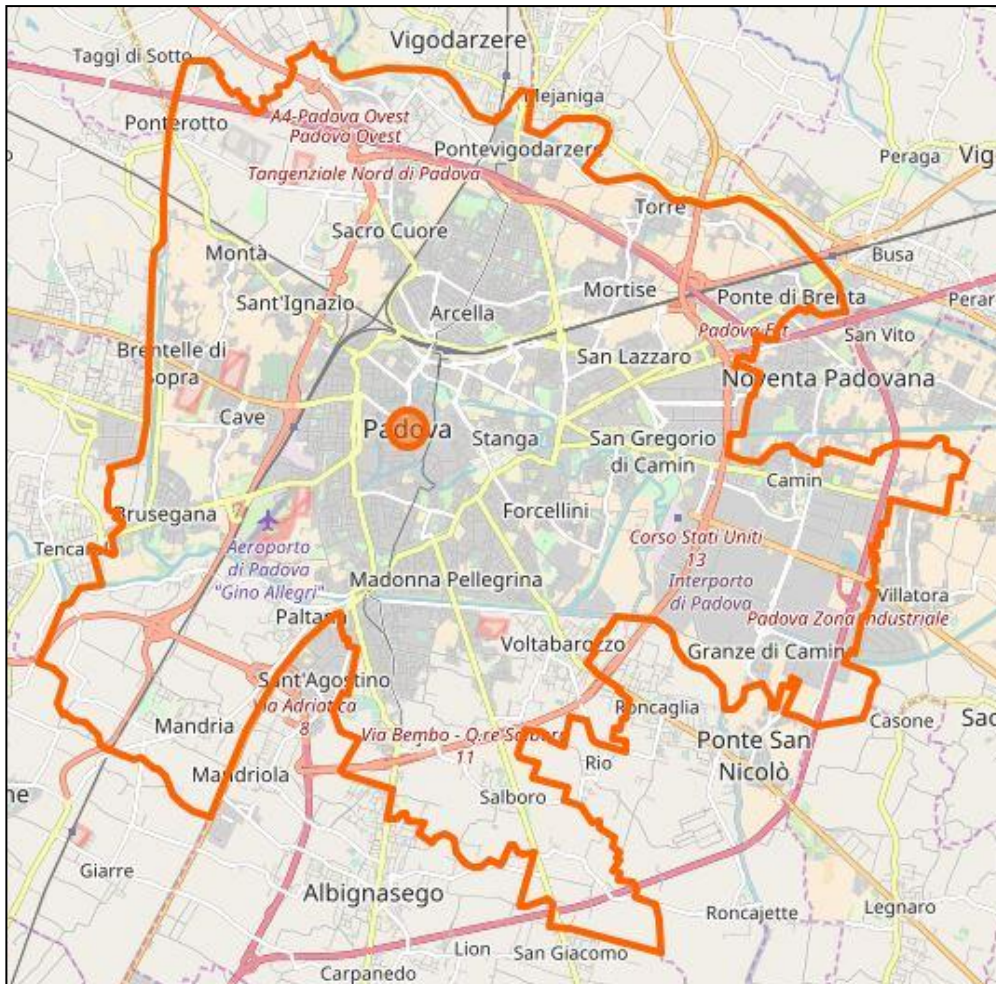 Vigodarzere
Taggì di Sotto
Mejaniga
A4-Padova Ovest
Padova Ovest
Ponterotto
Pontevigodarzere
Peraga
Vig
Tangenziale Nord di Padova
Torre
Sacro Cuore
Busa
Montà
Mortise
Ponte di Brenta
Perar
Sant'Ignazio
Arcella
Padova Est
San Vito
Brentelle di
Sopra
San Lazzaro
Noventa Padovana
Cave
Padova
Stanga
San Gregorio
di Camin
Camin
Brusegana
Forcellini
Tencarola
Aeroporto
di Padova
"Gino Allegri"
Corso Stati Uniti
13
Interporto
di Padova
Madonna Pellegrina
Villatora
Paltana
Padova Zona Industriale
Voltabarozzo
Granze di Camin
Sant'Agostino
Via Adriatica
8
Roncaglia
Casone
Sao
Mandria
Via Bembo - Q.re Salboro
11
Ponte San
Nicolò
Rio
Mandriola
ne
Salboro
Giarre
Albignasego
Roncajette
Legnaro
Lion
San Giacomo
Carpanedo